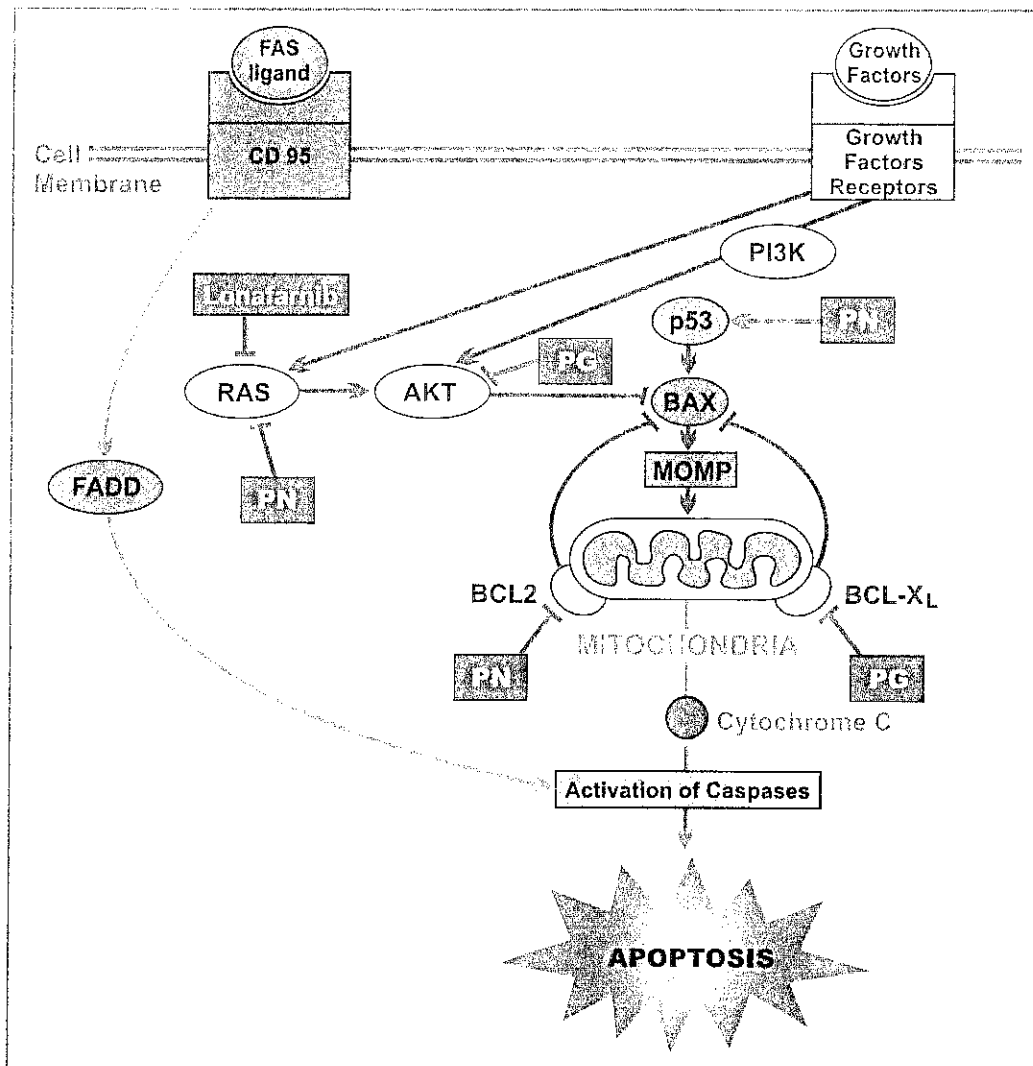 FAS
ligand
Growth
Factors
Cell
Membrane
CD 95
Growth
Factors
Receptors
PI3K
Lonafarnib
p53
PN
PG
RAS
AKT
BAX
MOMP
FADD
PN
BCL2
BCL-XL
MITOCHONDRIA
PN
PG
Cytochrome C
Activation of Caspases
APOPTOSIS